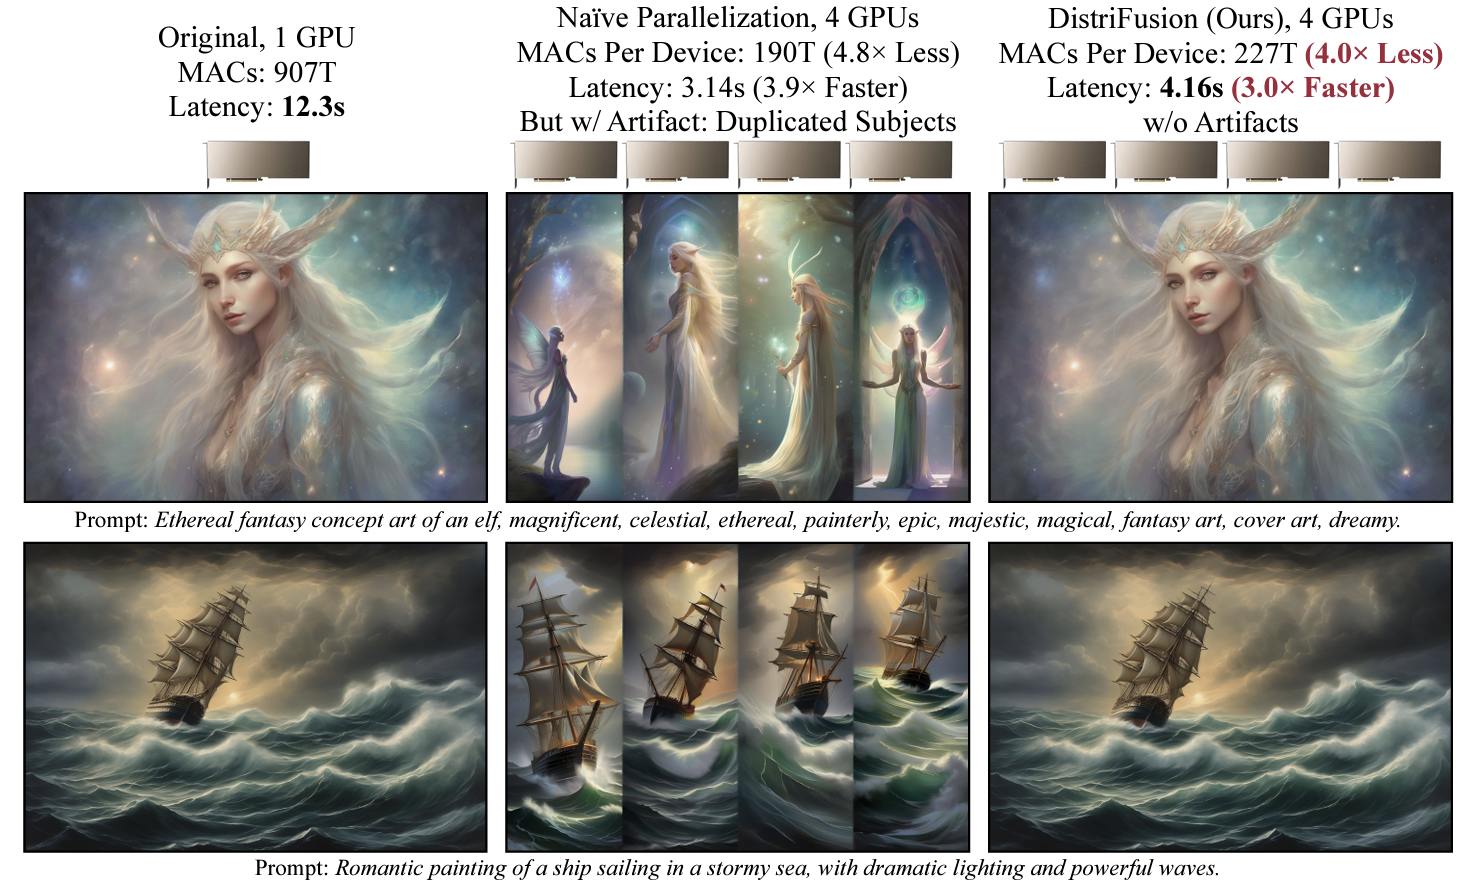 Original, 1 GPU
MACs: 907T
Latency: 12.3s
Naïve Parallelization, 4 GPUs
MACs Per Device: 190T (4.8× Less)
Latency: 3.14s (3.9× Faster)
But w/ Artifact: Duplicated Subjects
DistriFusion (Ours), 4 GPUs
MACs Per Device: 227T (4.0× Less)
Latency: 4.16s (3.0× Faster)
w/o Artifacts
Prompt: Ethereal fantasy concept art of an elf, magnificent, celestial, ethereal, painterly, epic, majestic, magical, fantasy art, cover art, dreamy.
Prompt: Romantic painting of a ship sailing in a stormy sea, with dramatic lighting and powerful waves.